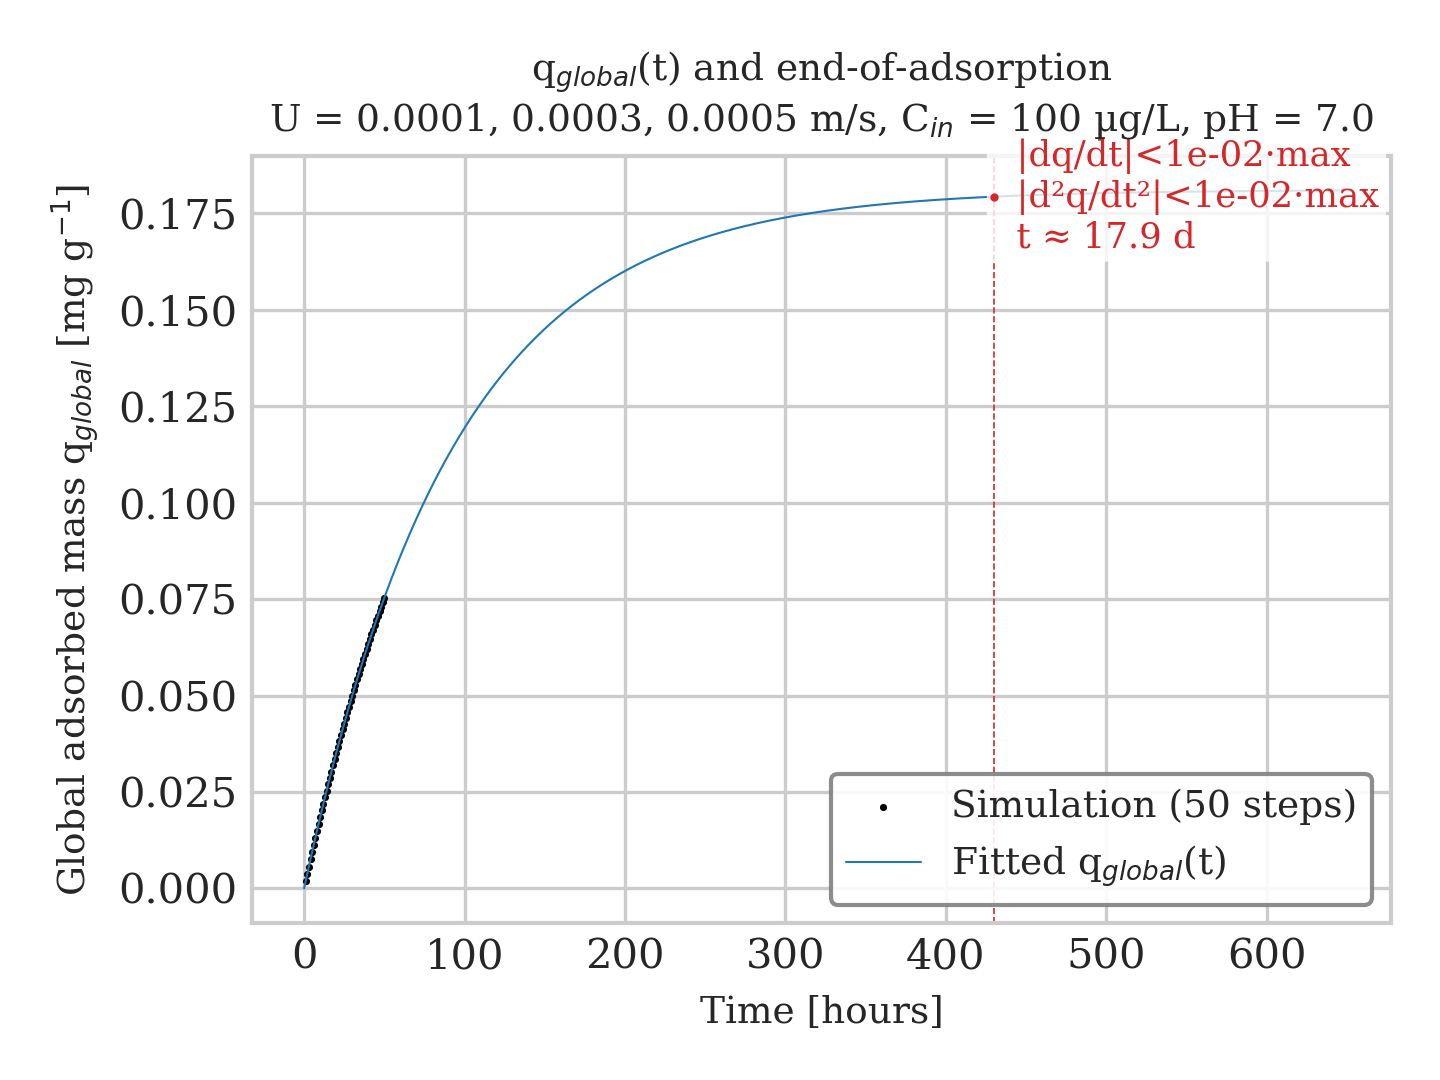 q_global(t) and end-of-adsorption
U = 0.0001, 0.0003, 0.0005 m/s, C_in = 100 µg/L, pH = 7.0
|dq/dt|<1e-02·max
|d²q/dt²|<1e-02·max
t ≈ 17.9 d
Global adsorbed mass q_global [mg g⁻¹]
0.175
0.150
0.125
0.100
0.075
0.050
0.025
0.000
Simulation (50 steps)
Fitted q_global(t)
0 100 200 300 400 500 600
Time [hours]